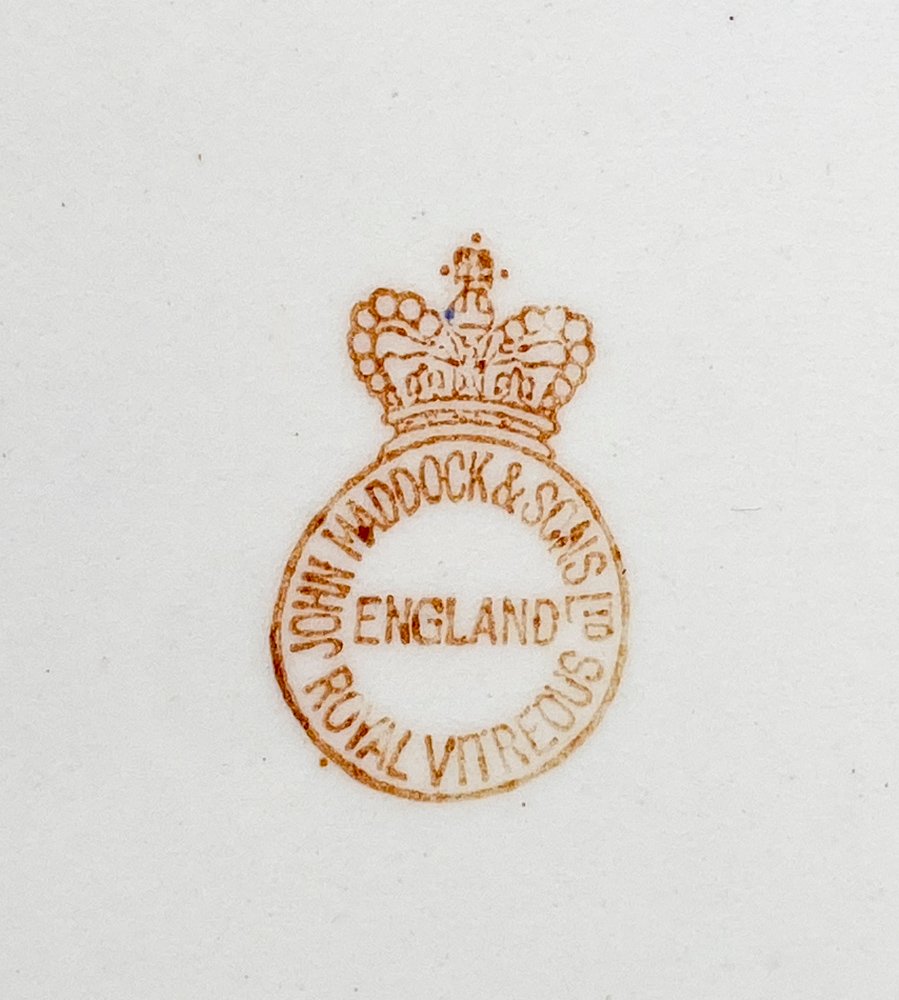 JOHN MADDOCK & SONS LTD
ENGLAND
ROYAL VITREOUS